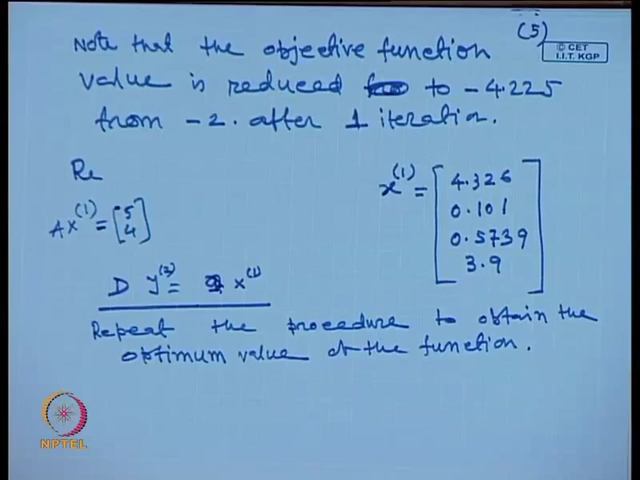 (5)
© CET
I.I.T. KGP
Note that the objective function
value is reduced to -4.225
from -2. after 1 iteration.
Re
x^(1) = [4.326
0.101
0.5739
3.9]
Ax^(1) = [5
4]
D y^(2) = x^(1)
Repeat the procedure to obtain the
optimum value of the function.
NPTEL